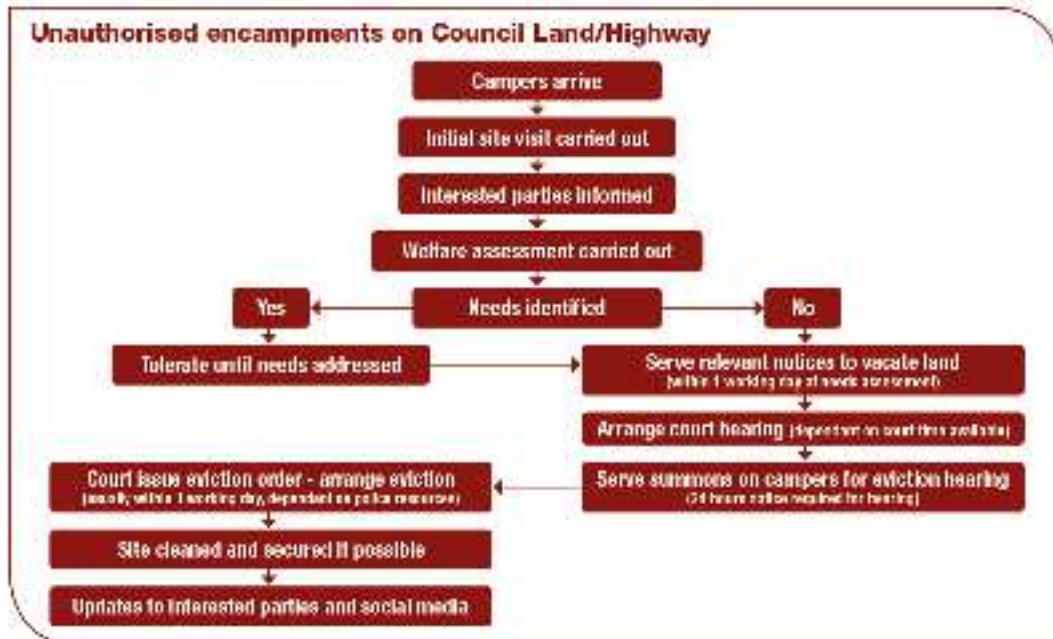 Unauthorised encampments on Council Land/Highway
Campers arrive
Initial site visit carried out
Interested parties informed
Welfare assessment carried out
Yes
Needs identified
No
Tolerate until needs addressed
Serve relevant notices to vacate land
(within 1 working day of needs assessment)
Arrange court hearing (dependant on court time available)
Court issue eviction order - arrange eviction
(usually within 1 working day, dependant on police resources)
Serve summons on campers for eviction hearing
(24 hours notice required for hearing)
Site cleaned and secured if possible
Updates to interested parties and social media